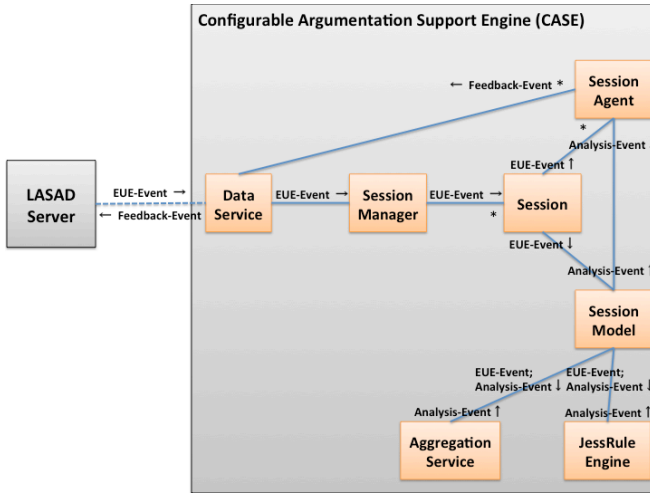 Configurable Argumentation Support Engine (CASE)
Session
Agent
← Feedback-Event *
*
Analysis-Event
EUE-Event ↑
LASAD
Server
EUE-Event →
← Feedback-Event
Data
Service
EUE-Event →
Session
Manager
EUE-Event →
*
Session
EUE-Event ↓
Analysis-Event ↑
Session
Model
EUE-Event;
Analysis-Event ↓
EUE-Event;
Analysis-Event ↓
Analysis-Event ↑
Analysis-Event ↑
Aggregation
Service
JessRule
Engine